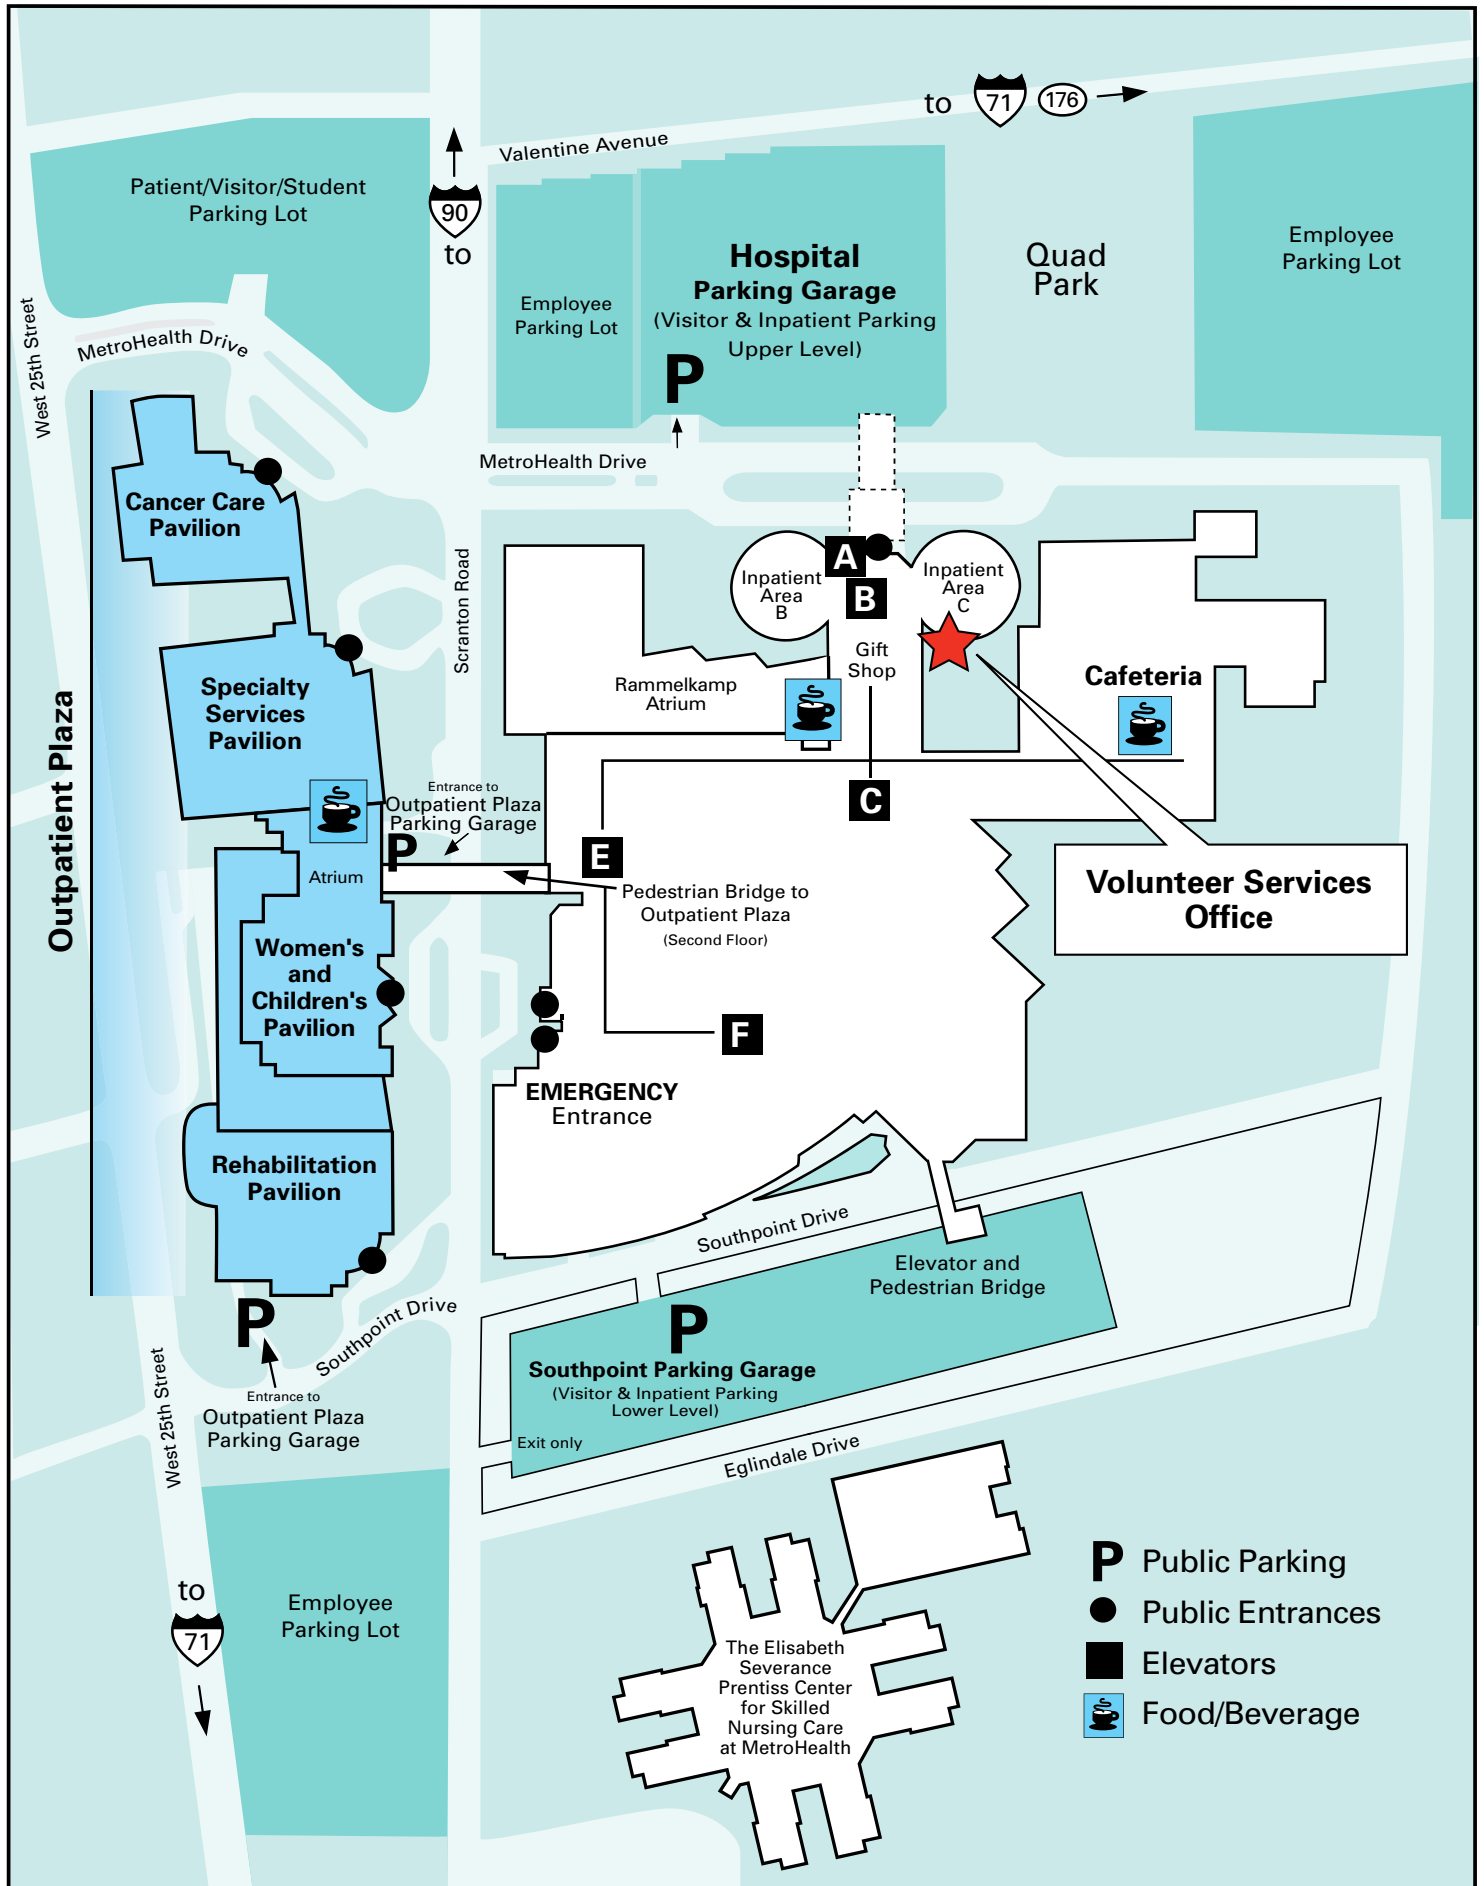 to
71
176
Valentine Avenue
Patient/Visitor/Student
Parking Lot
90
to
Hospital
Parking Garage
(Visitor & Inpatient Parking
Upper Level)
P
Employee
Parking Lot
Quad
Park
Employee
Parking Lot
West 25th Street
MetroHealth Drive
MetroHealth Drive
Cancer Care
Pavilion
Scranton Road
A
B
Inpatient
Area
B
Inpatient
Area
C
Gift
Shop
Rammelkamp
Atrium
Cafeteria
Specialty
Services
Pavilion
Outpatient Plaza
Entrance to
Outpatient Plaza
Parking Garage
P
C
E
Atrium
Pedestrian Bridge to
Outpatient Plaza
(Second Floor)
Volunteer Services
Office
Women's
and
Children's
Pavilion
F
EMERGENCY
Entrance
Rehabilitation
Pavilion
Southpoint Drive
Elevator and
Pedestrian Bridge
P
Southpoint Drive
P
Southpoint Parking Garage
(Visitor & Inpatient Parking
Lower Level)
Exit only
Entrance to
Outpatient Plaza
Parking Garage
West 25th Street
Eglindale Drive
to
71
Employee
Parking Lot
The Elisabeth
Severance
Prentiss Center
for Skilled
Nursing Care
at MetroHealth
P Public Parking
Public Entrances
Elevators
Food/Beverage